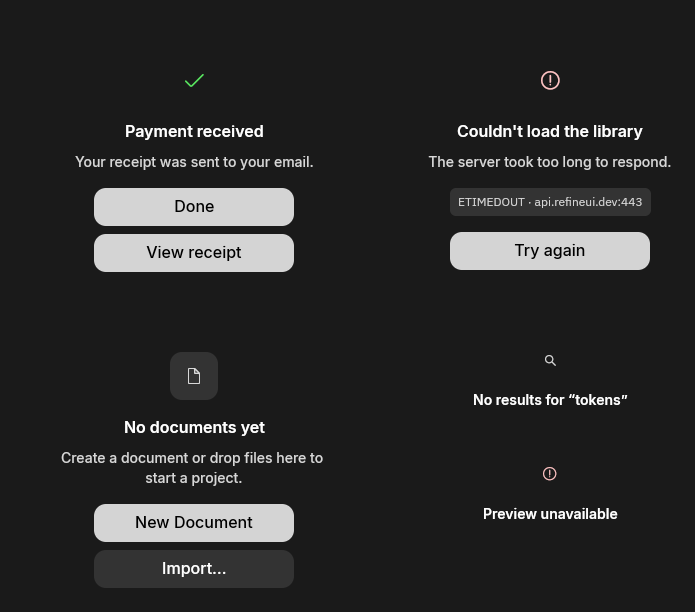 Payment received
Your receipt was sent to your email.
Done
View receipt
Couldn't load the library
The server took too long to respond.
ETIMEDOUT · api.refineui.dev:443
Try again
No documents yet
Create a document or drop files here to
start a project.
New Document
Import...
No results for “tokens”
Preview unavailable